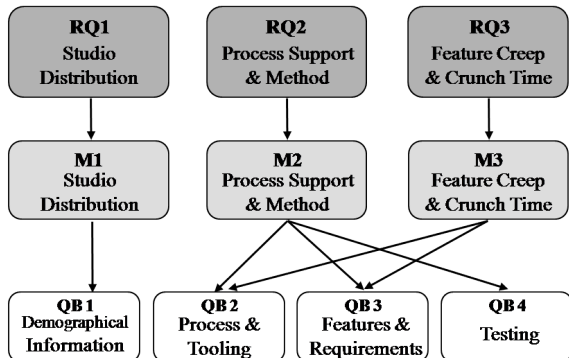 RQ1
Studio
Distribution
RQ2
Process Support
& Method
RQ3
Feature Creep
& Crunch Time
M1
Studio
Distribution
M2
Process Support
& Method
M3
Feature Creep
& Crunch Time
QB 1
Demographical
Information
QB 2
Process &
Tooling
QB 3
Features &
Requirements
QB 4
Testing